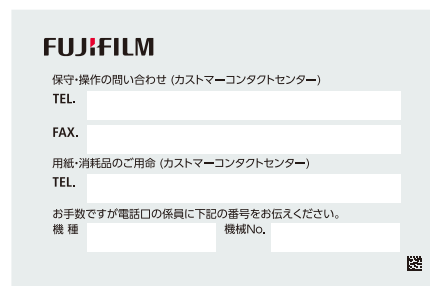 FUJIFILM
保守・操作の問い合わせ (カストマーコンタクトセンター)
TEL.
FAX.
用紙・消耗品のご用命 (カストマーコンタクトセンター)
TEL.
お手数ですが電話口の係員に下記の番号をお伝えください。
機 種 機械No.